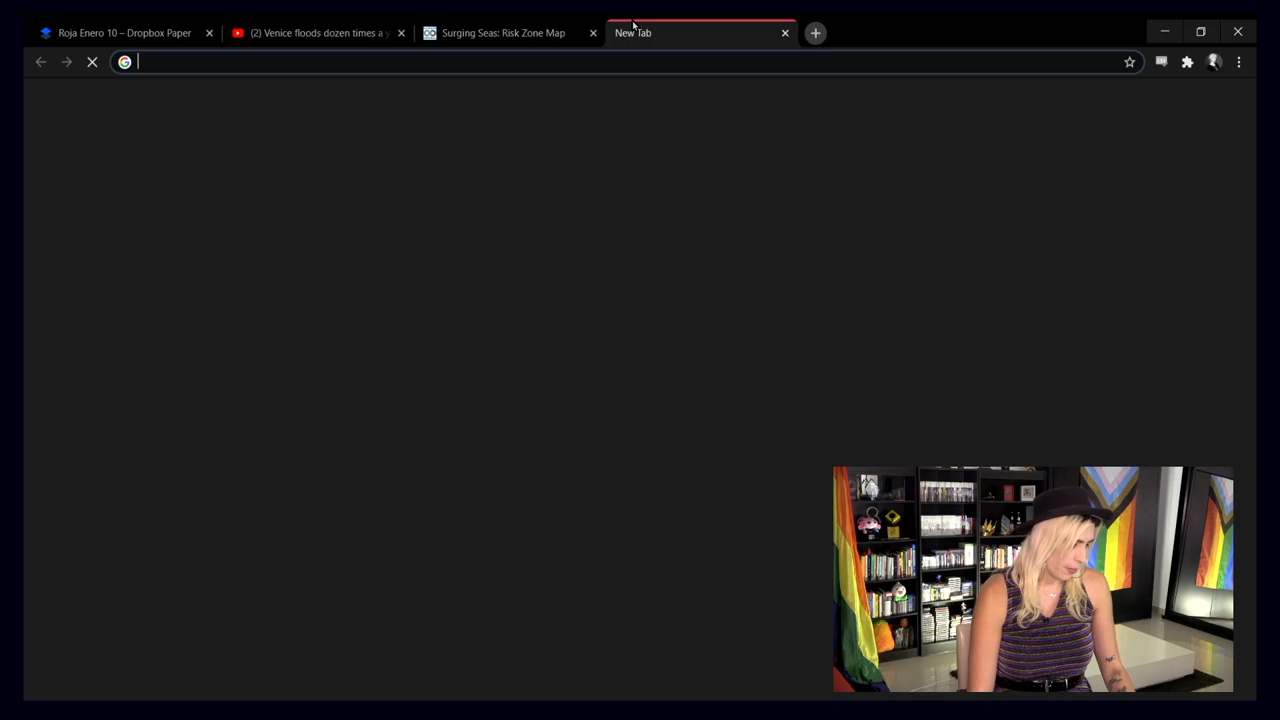 Roja Enero 10 – Dropbox Paper
(2) Venice floods dozen times a y
Surging Seas: Risk Zone Map
New Tab